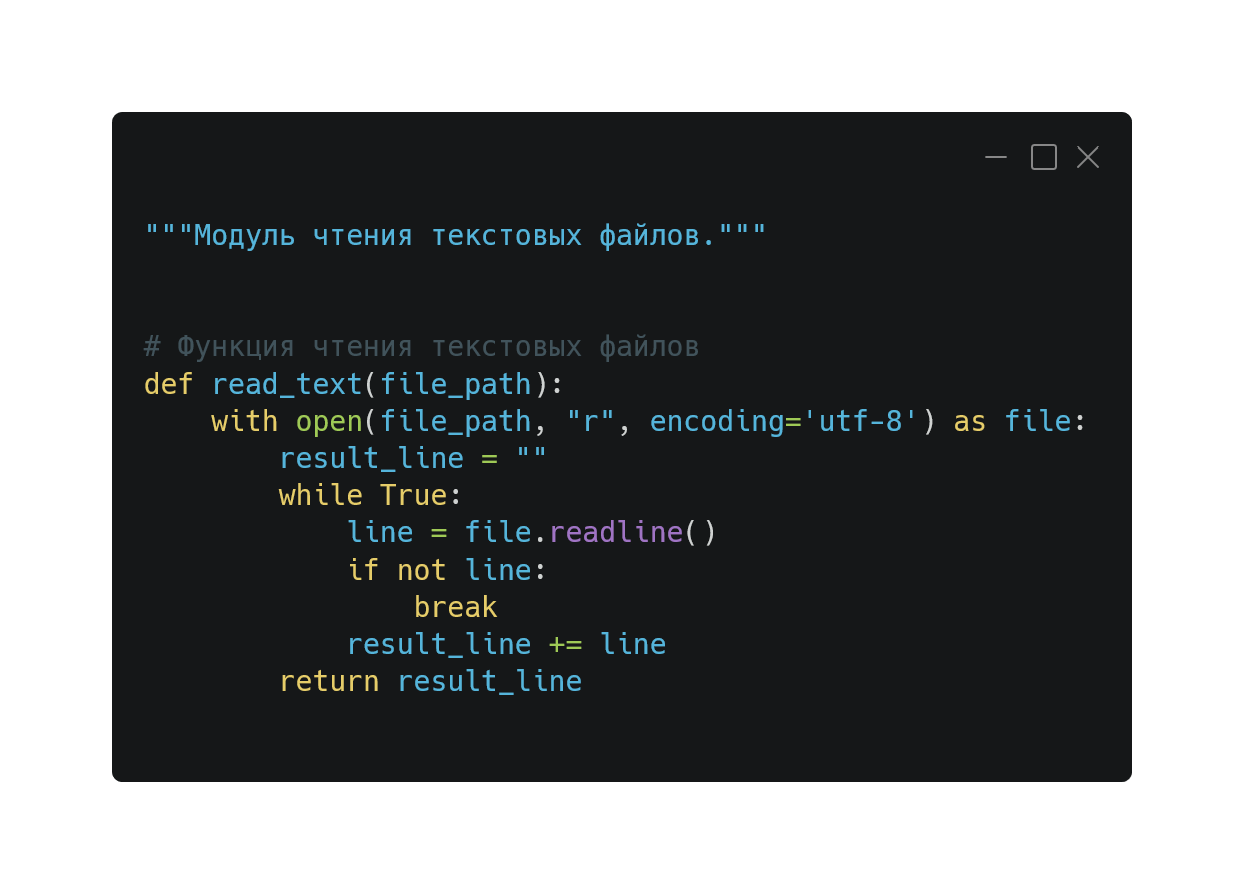 """Модуль чтения текстовых файлов."""
# Функция чтения текстовых файлов
def read_text(file_path):
    with open(file_path, "r", encoding='utf-8') as file:
        result_line = ""
        while True:
            line = file.readline()
            if not line:
                break
            result_line += line
        return result_line